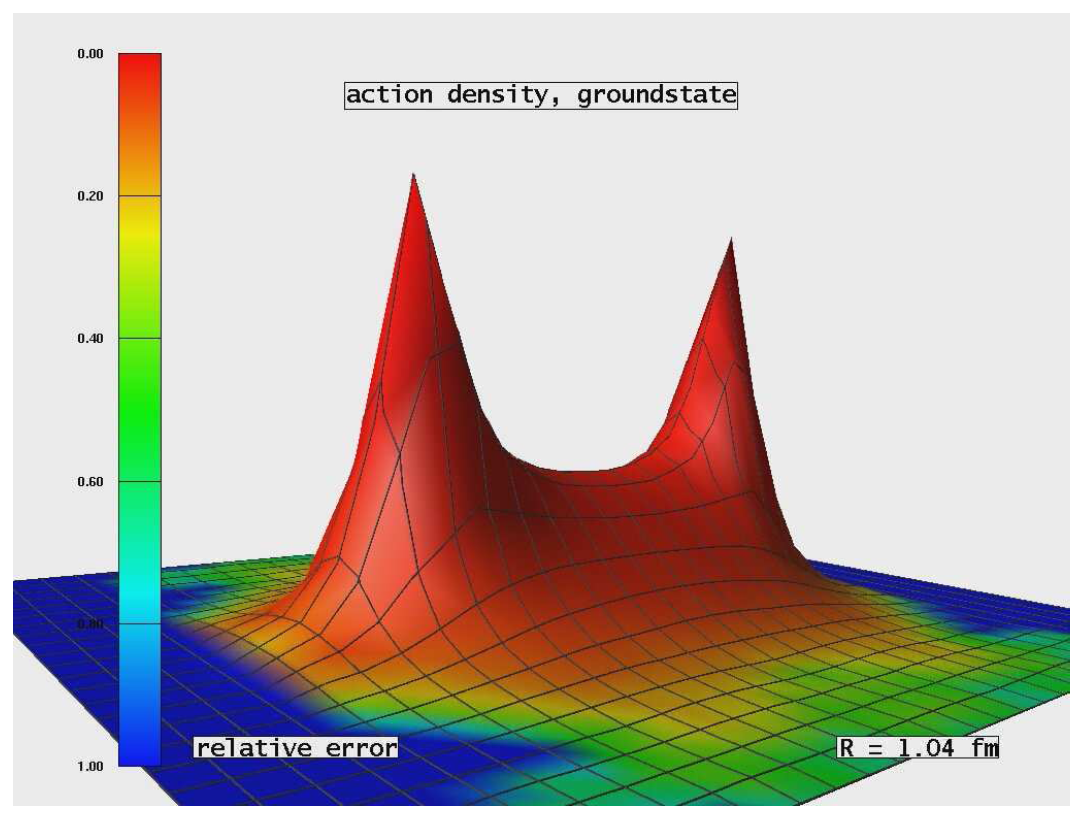 0.00
action density, groundstate
0.20
0.40
0.60
0.80
relative error
R = 1.04 fm
1.00